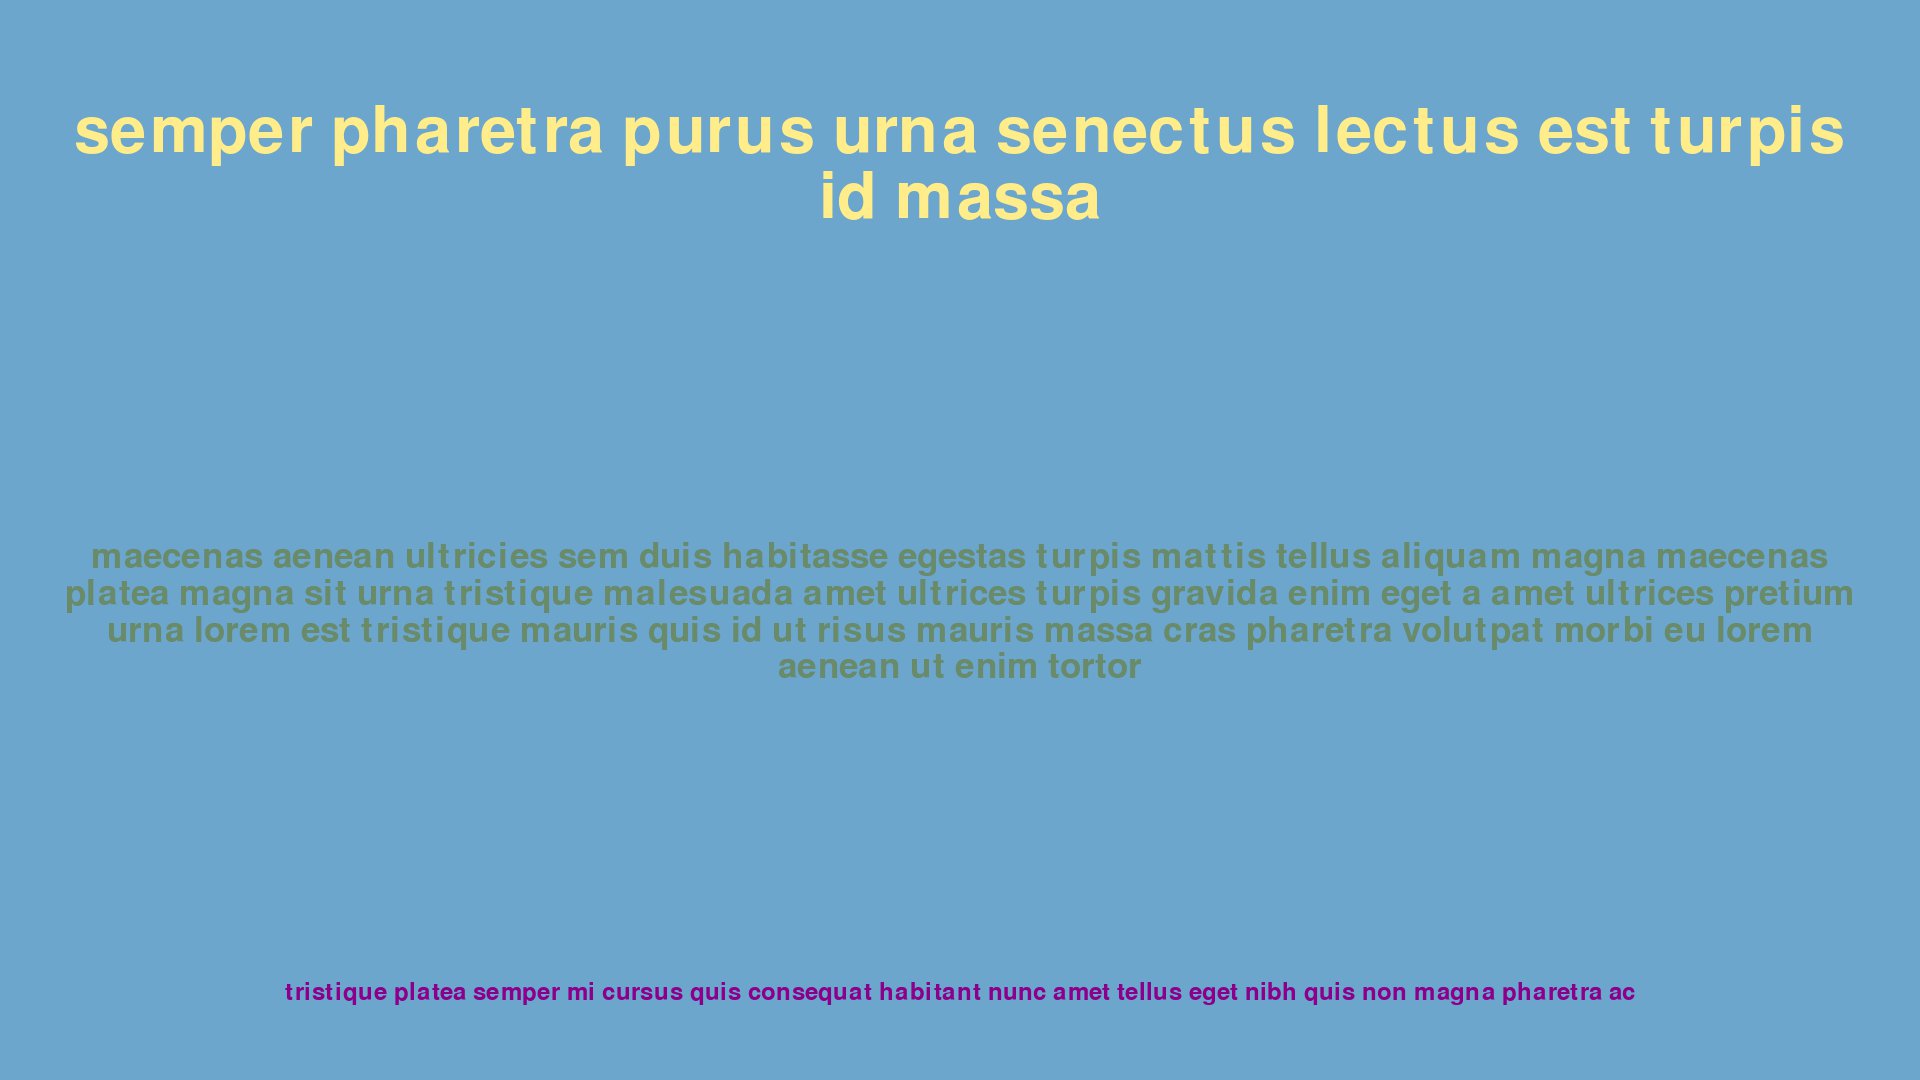 semper pharetra purus urna senectus lectus est turpis
id massa
maecenas aenean ultricies sem duis habitasse egestas turpis mattis tellus aliquam magna maecenas
platea magna sit urna tristique malesuada amet ultrices turpis gravida enim eget a amet ultrices pretium
urna lorem est tristique mauris quis id ut risus mauris massa cras pharetra volutpat morbi eu lorem
aenean ut enim tortor
tristique platea semper mi cursus quis consequat habitant nunc amet tellus eget nibh quis non magna pharetra ac